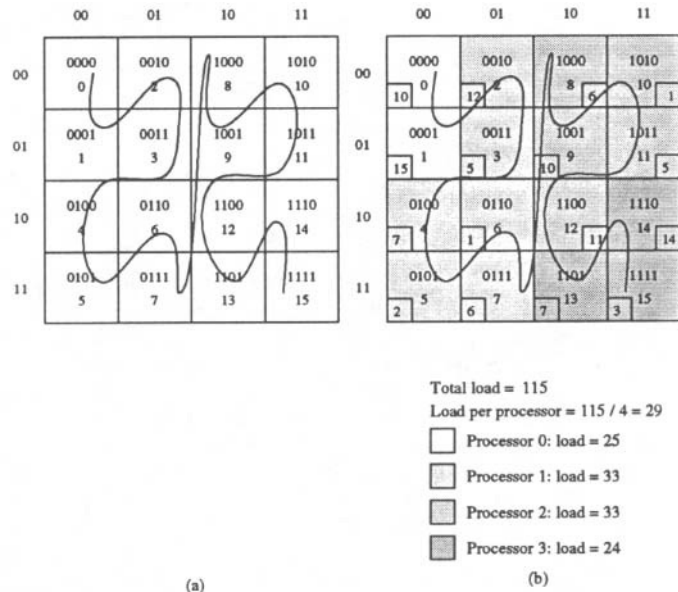 00 01 10 11 00 01 10 11
0000 0010 1000 1010 0000 0010 1000 1010
00 00
0 2 8 10 0 2 8 10
10 12 6 1
0001 0011 1001 1011 0001 0011 1001 1011
01 01
1 3 9 11 1 3 9 11
15 5 10 5
0100 0110 1100 1110 0100 0110 1100 1110
10 10
4 6 12 14 4 6 12 14
7 1 11 14
0101 0111 1101 1111 0101 0111 1101 1111
11 11
5 7 13 15 5 7 13 15
2 6 7 3
Total load = 115
Load per processor = 115 / 4 = 29
Processor 0: load = 25
Processor 1: load = 33
Processor 2: load = 33
Processor 3: load = 24
(a) (b)